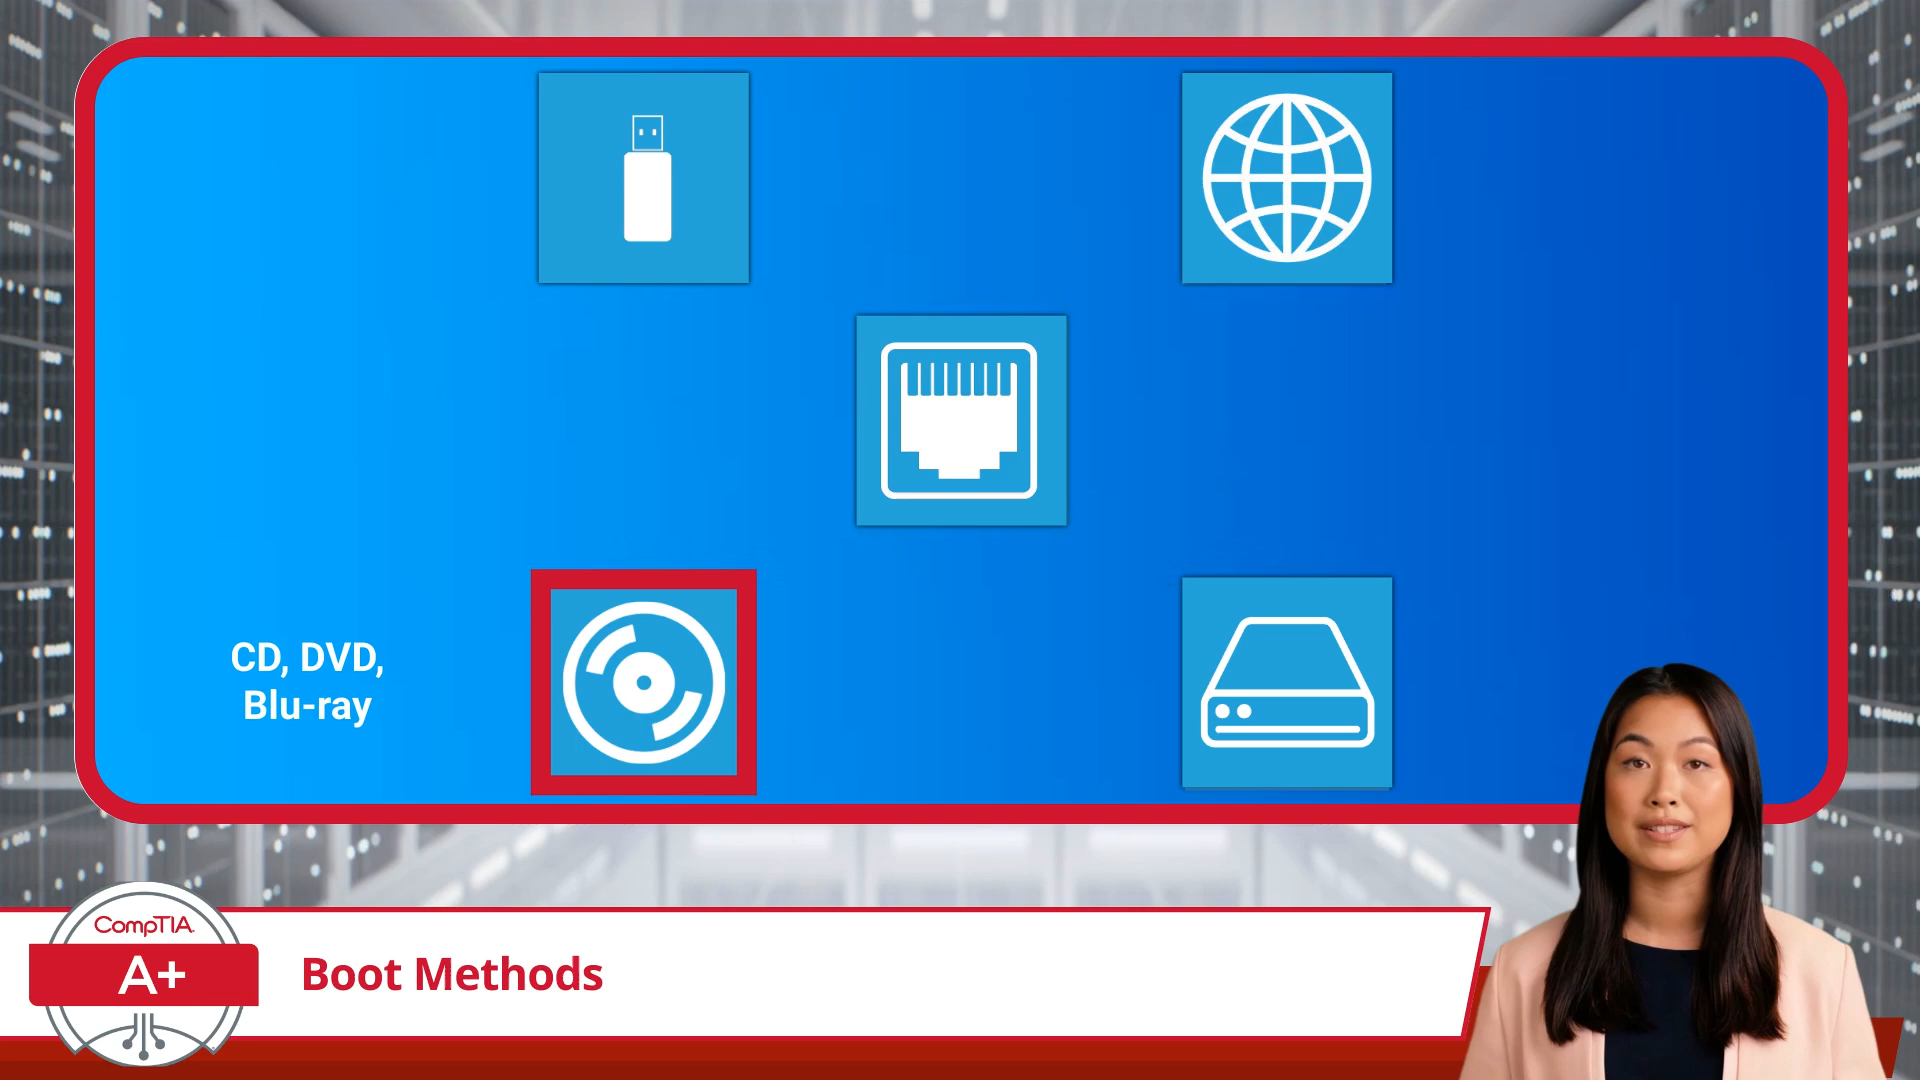 CD, DVD,
Blu-ray
CompTIA.
A+
Boot Methods